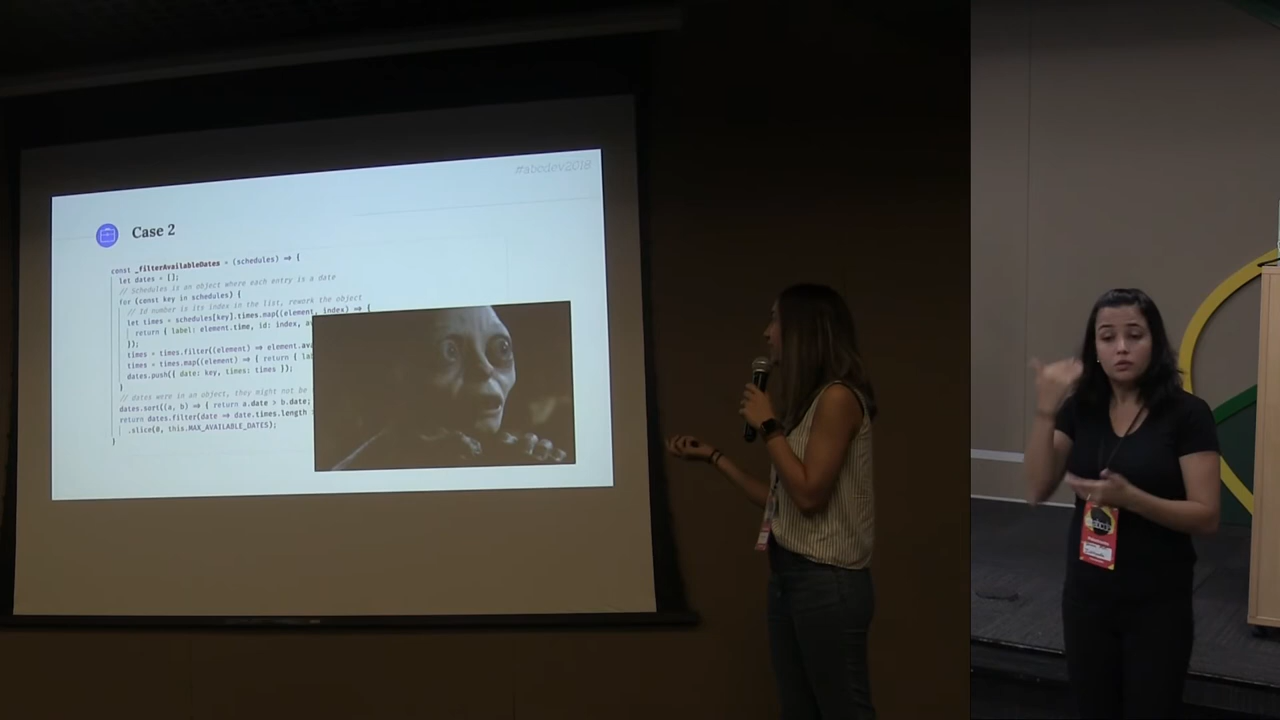 #abcdev2018
Case 2
const _filterAvailableDates = (schedules) => {
let dates = [];
// Schedules is an object where each entry is a date
for (const key in schedules) {
// Id number is its index in the list, rework the object
let times = schedules[key].times.map((element, index) => {
return { label: element.time, id: index, av
});
times = times.filter((element) => element.ava
times = times.map((element) => { return { lab
dates.push({ date: key, times: times });
}
// dates were in an object, they might not be
dates.sort((a, b) => { return a.date > b.date;
return dates.filter(date => date.times.length
.slice(0, this.MAX_AVAILABLE_DATES);
}